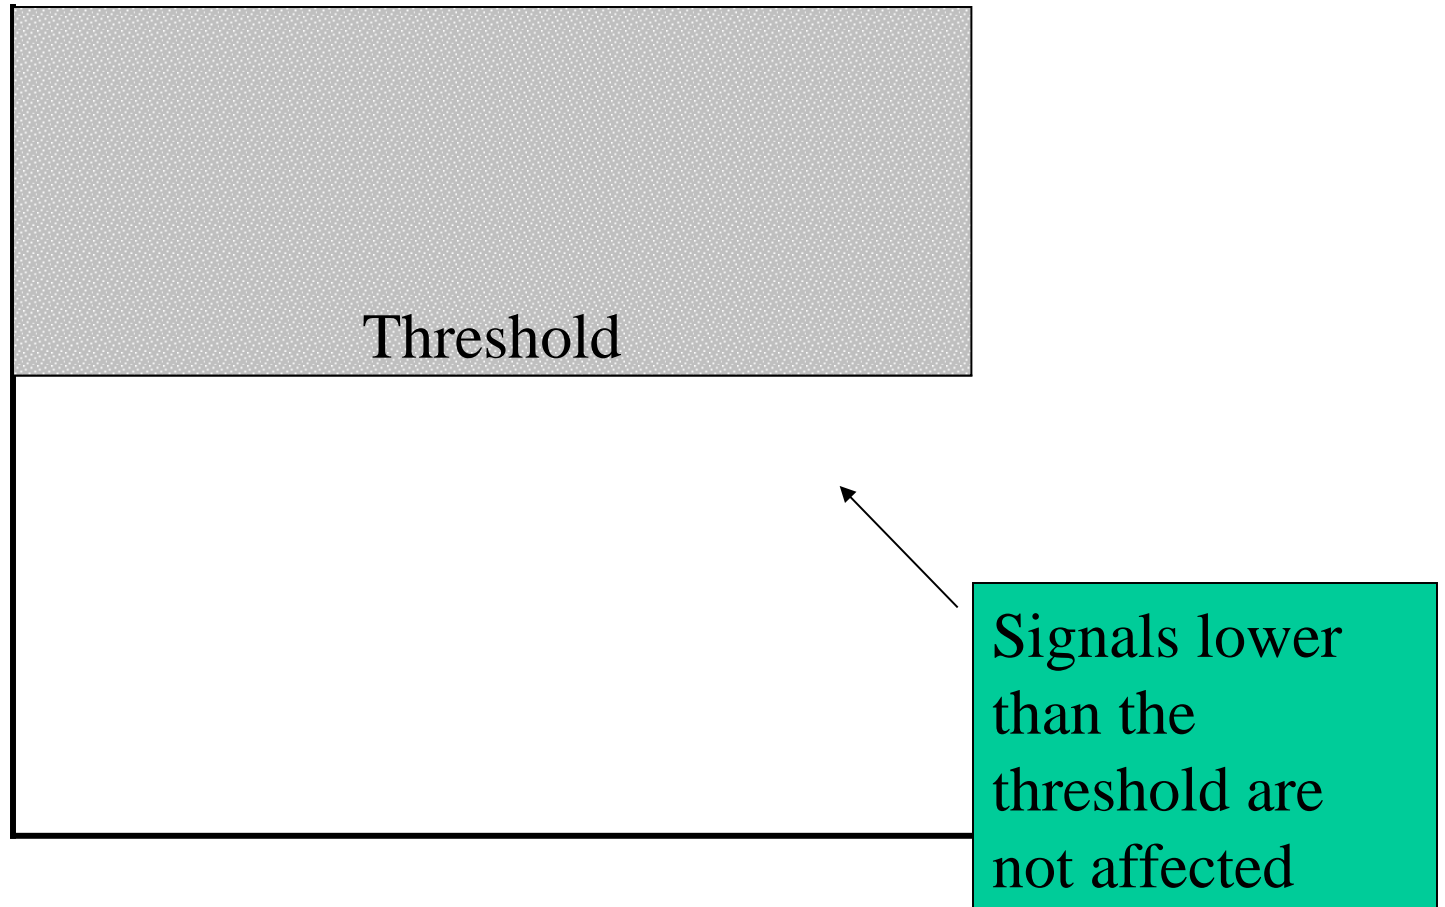 Threshold
Signals lower
than the
threshold are
not affected